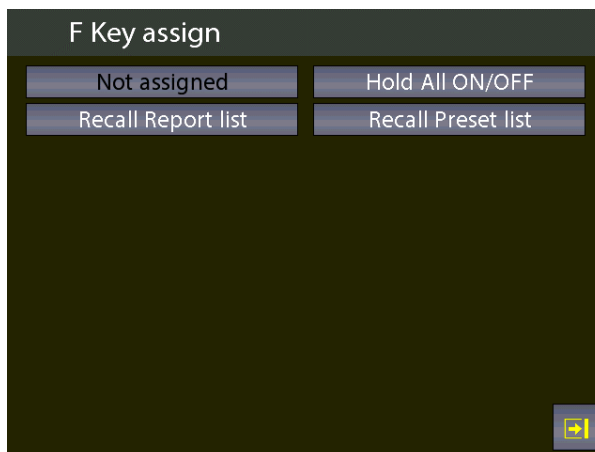 F Key assign
Not assigned
Hold All ON/OFF
Recall Report list
Recall Preset list